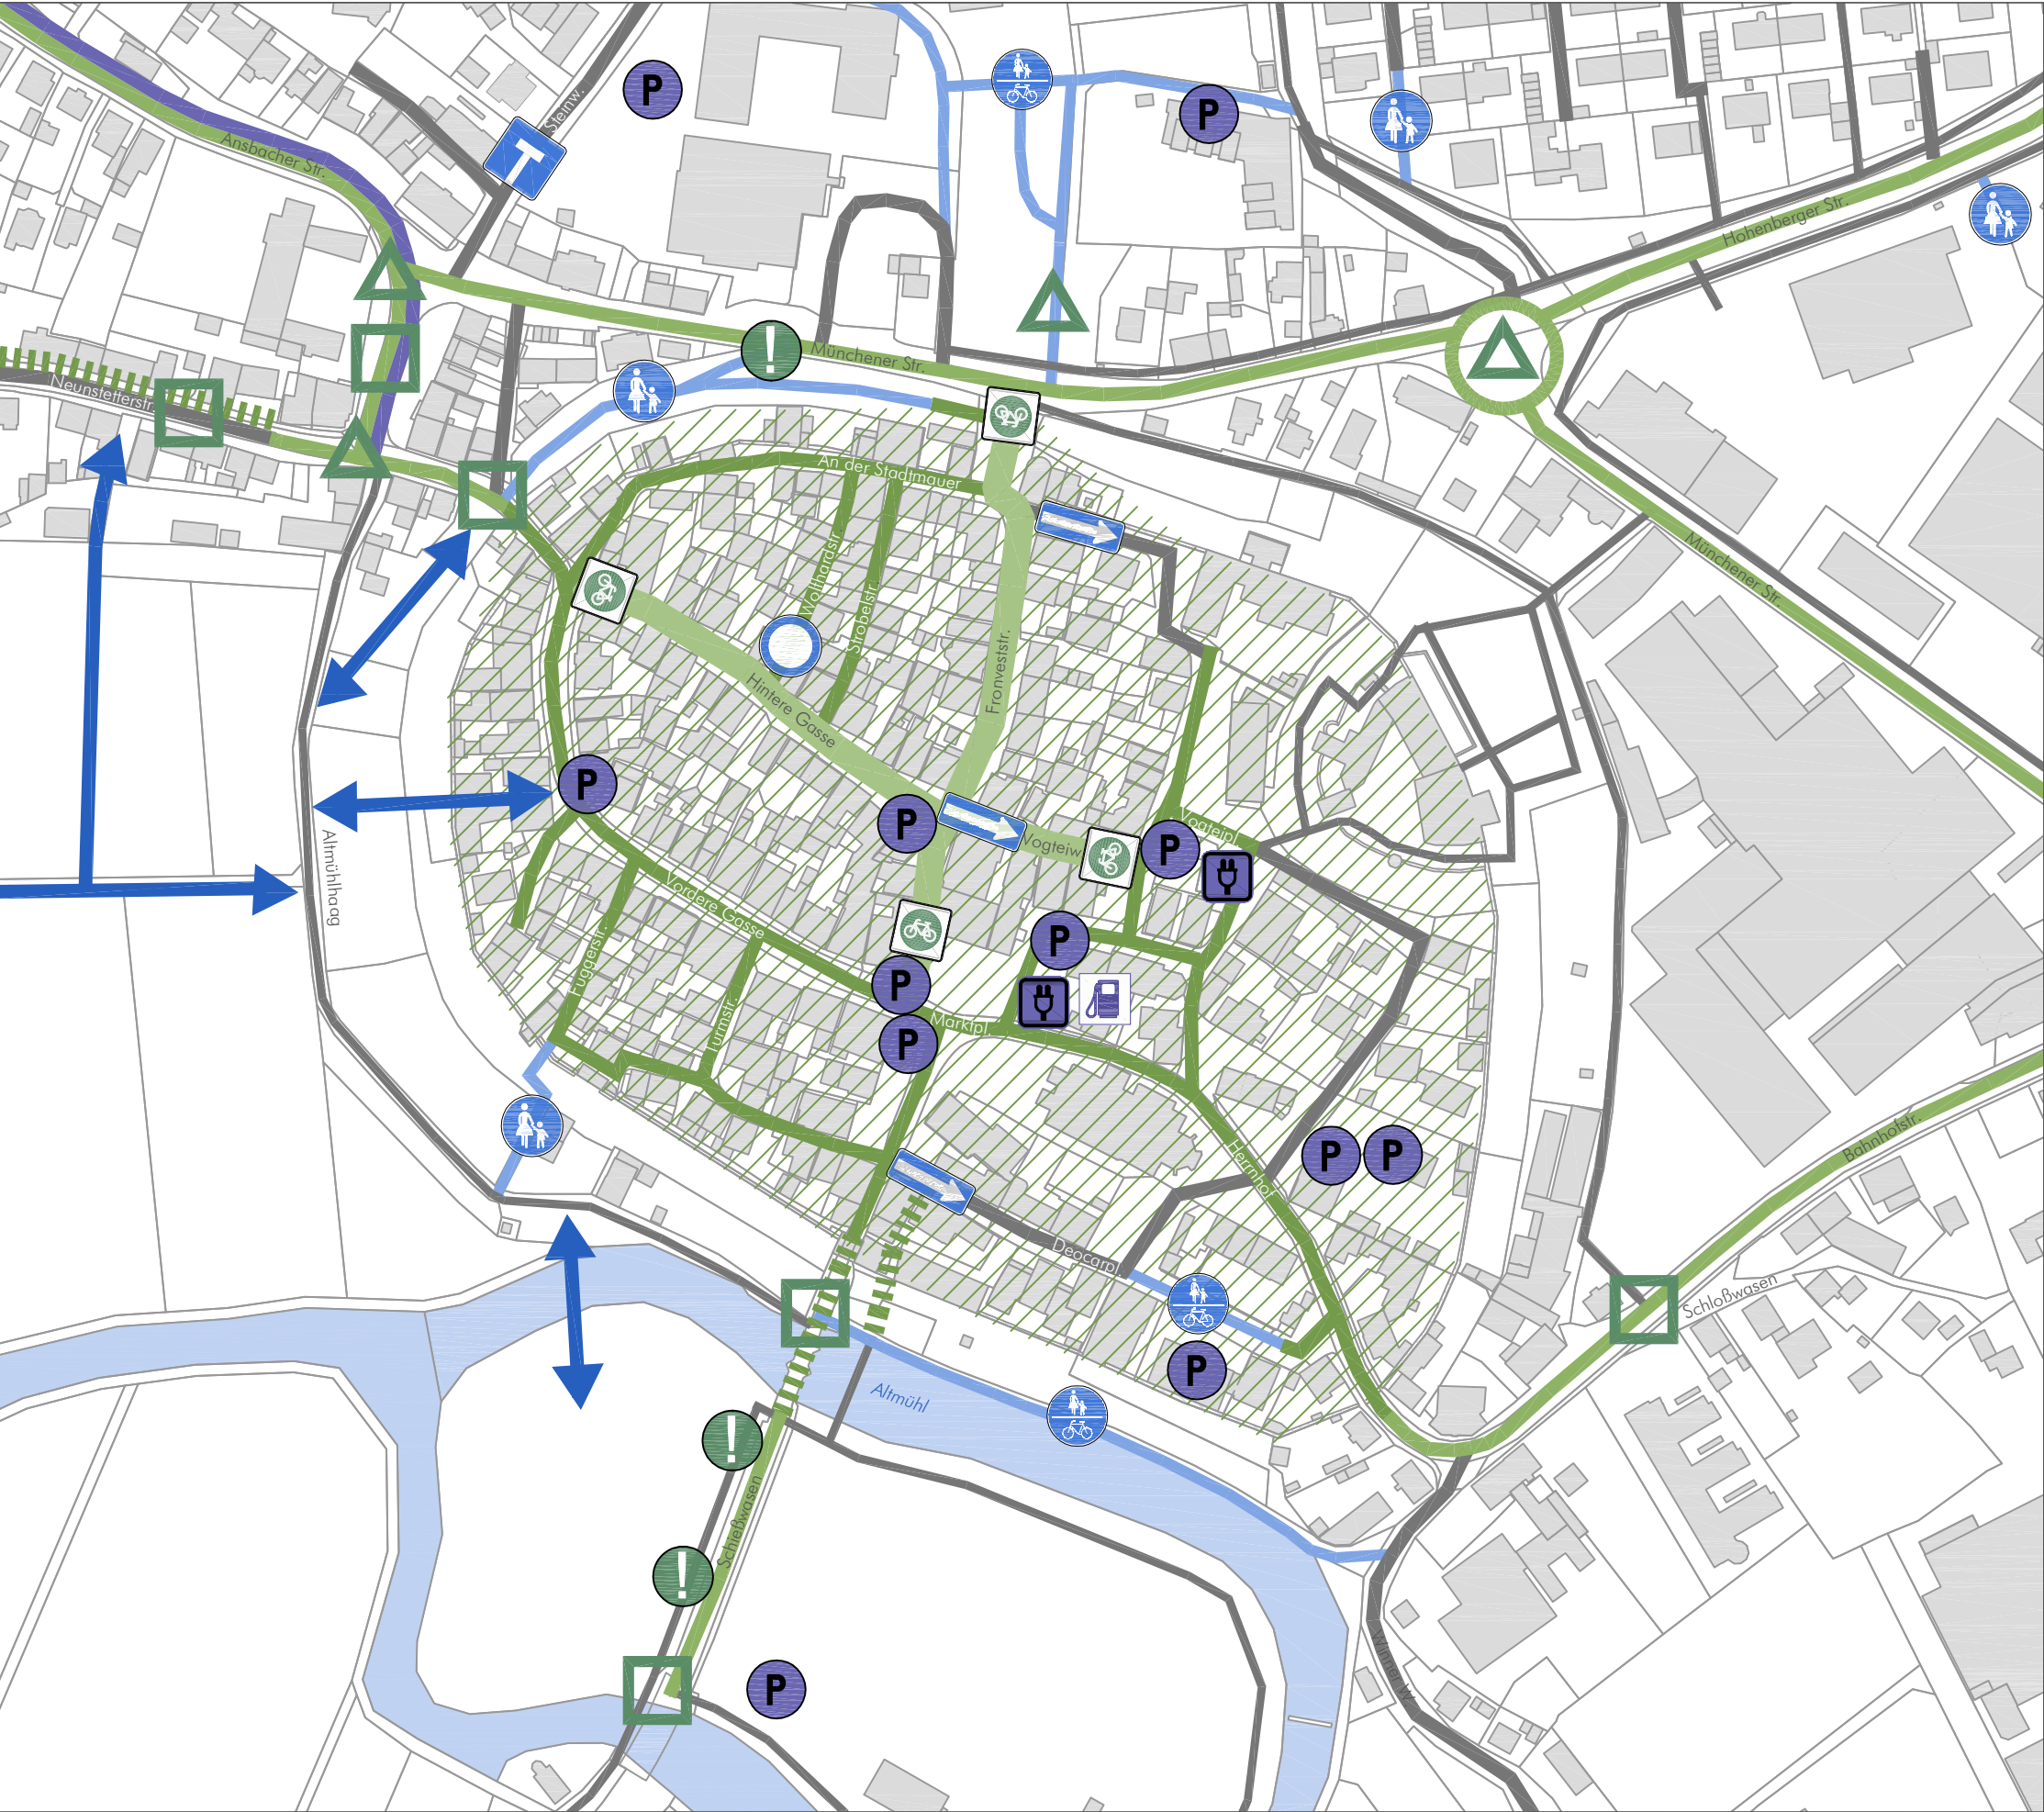 Steinw.
P
P
Ansbacher Str.
Hohenberger Str.
!
Münchener Str.
Neunstetterstr.
An der Stadtmauer
Wolfhardstr.
Strobelstr.
Fronveststr.
Münchener Str.
Hintere Gasse
P
P
Vogteiw
Vogteipl.
P
Altmühlhaag
Vordere Gasse
Fuggerstr.
Turmstr.
P
P
Marktpl.
P
Herrnhof
P
P
Bahnhofstr.
Deocarpl.
Schloßwasen
P
Altmühl
!
Schießwasen
!
P